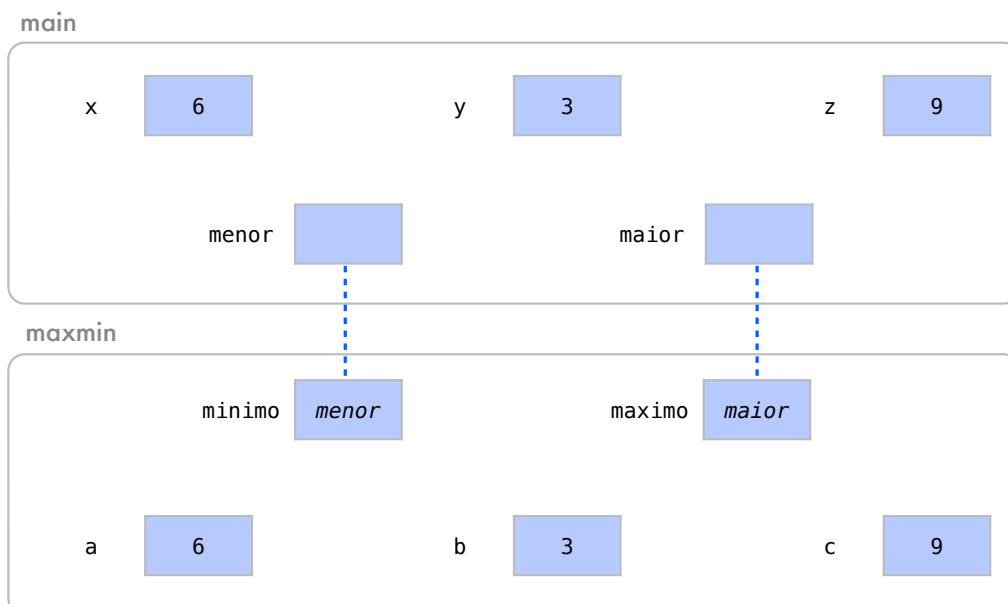 main
x 6 y 3 z 9
menor maior
maxmin
minimo menor maximo maior
a 6 b 3 c 9